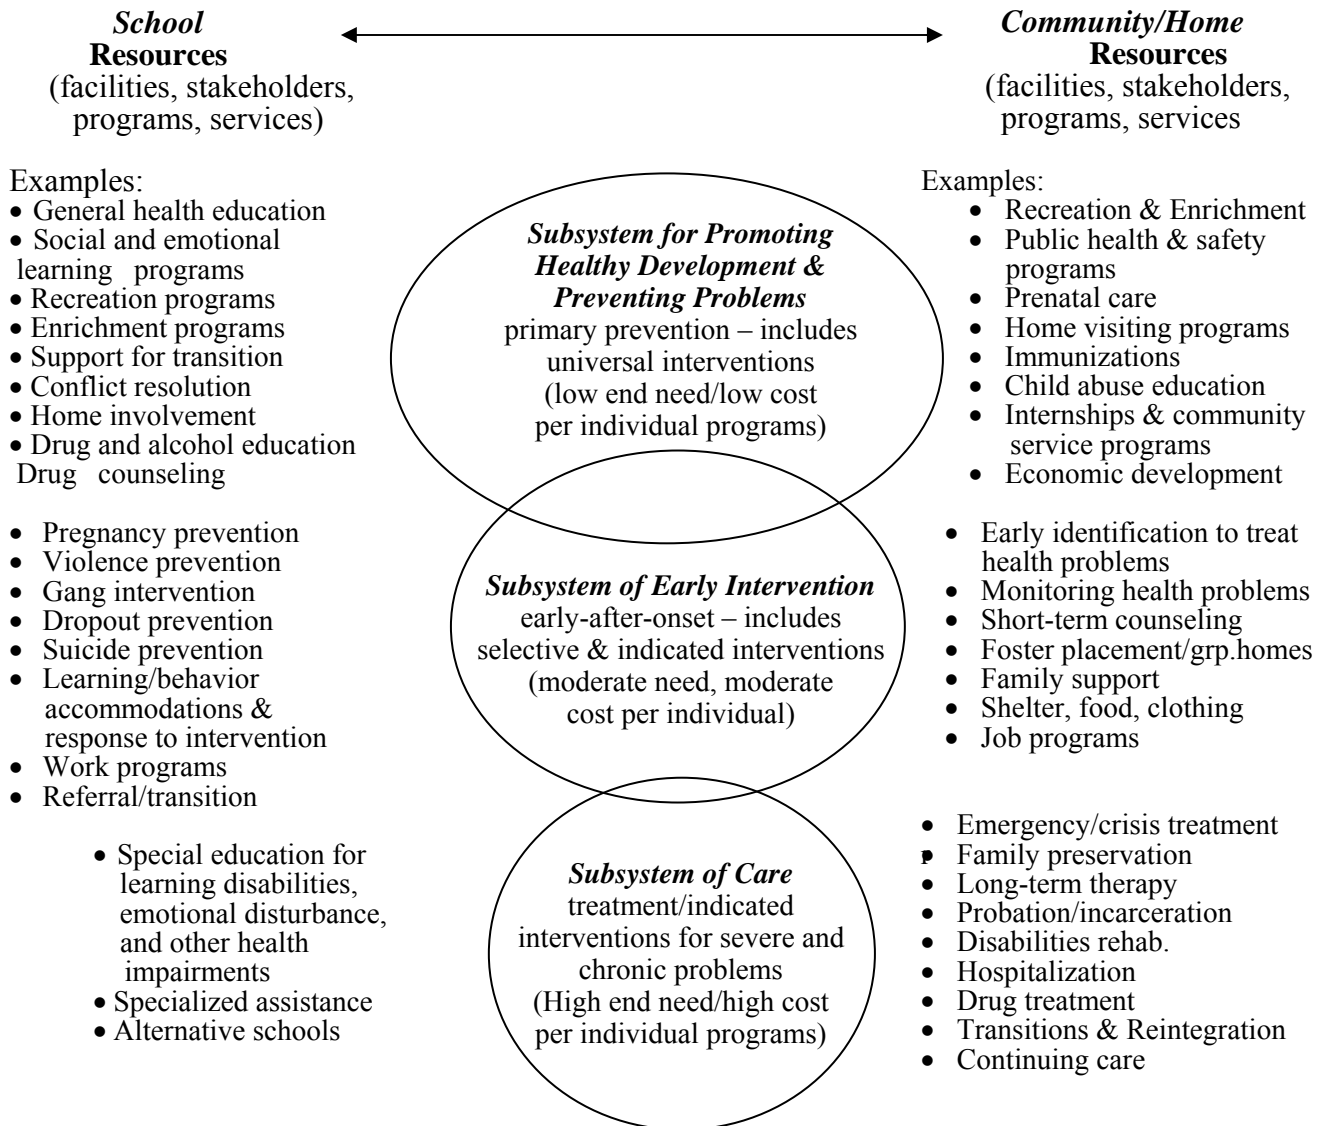 School
Resources
(facilities, stakeholders,
programs, services)
Community/Home
Resources
(facilities, stakeholders,
programs, services
Examples:
• General health education
• Social and emotional
learning programs
• Recreation programs
• Enrichment programs
• Support for transition
• Conflict resolution
• Home involvement
• Drug and alcohol education
Drug counseling
Subsystem for Promoting
Healthy Development &
Preventing Problems
primary prevention – includes
universal interventions
(low end need/low cost
per individual programs)
Examples:
• Recreation & Enrichment
• Public health & safety
programs
• Prenatal care
• Home visiting programs
• Immunizations
• Child abuse education
• Internships & community
service programs
• Economic development
• Pregnancy prevention
• Violence prevention
• Gang intervention
• Dropout prevention
• Suicide prevention
• Learning/behavior
accommodations &
response to intervention
• Work programs
• Referral/transition
Subsystem of Early Intervention
early-after-onset – includes
selective & indicated interventions
(moderate need, moderate
cost per individual)
• Early identification to treat
health problems
• Monitoring health problems
• Short-term counseling
• Foster placement/grp.homes
• Family support
• Shelter, food, clothing
• Job programs
• Special education for
learning disabilities,
emotional disturbance,
and other health
impairments
• Specialized assistance
• Alternative schools
Subsystem of Care
treatment/indicated
interventions for severe and
chronic problems
(High end need/high cost
per individual programs)
• Emergency/crisis treatment
• Family preservation
• Long-term therapy
• Probation/incarceration
• Disabilities rehab.
• Hospitalization
• Drug treatment
• Transitions & Reintegration
• Continuing care